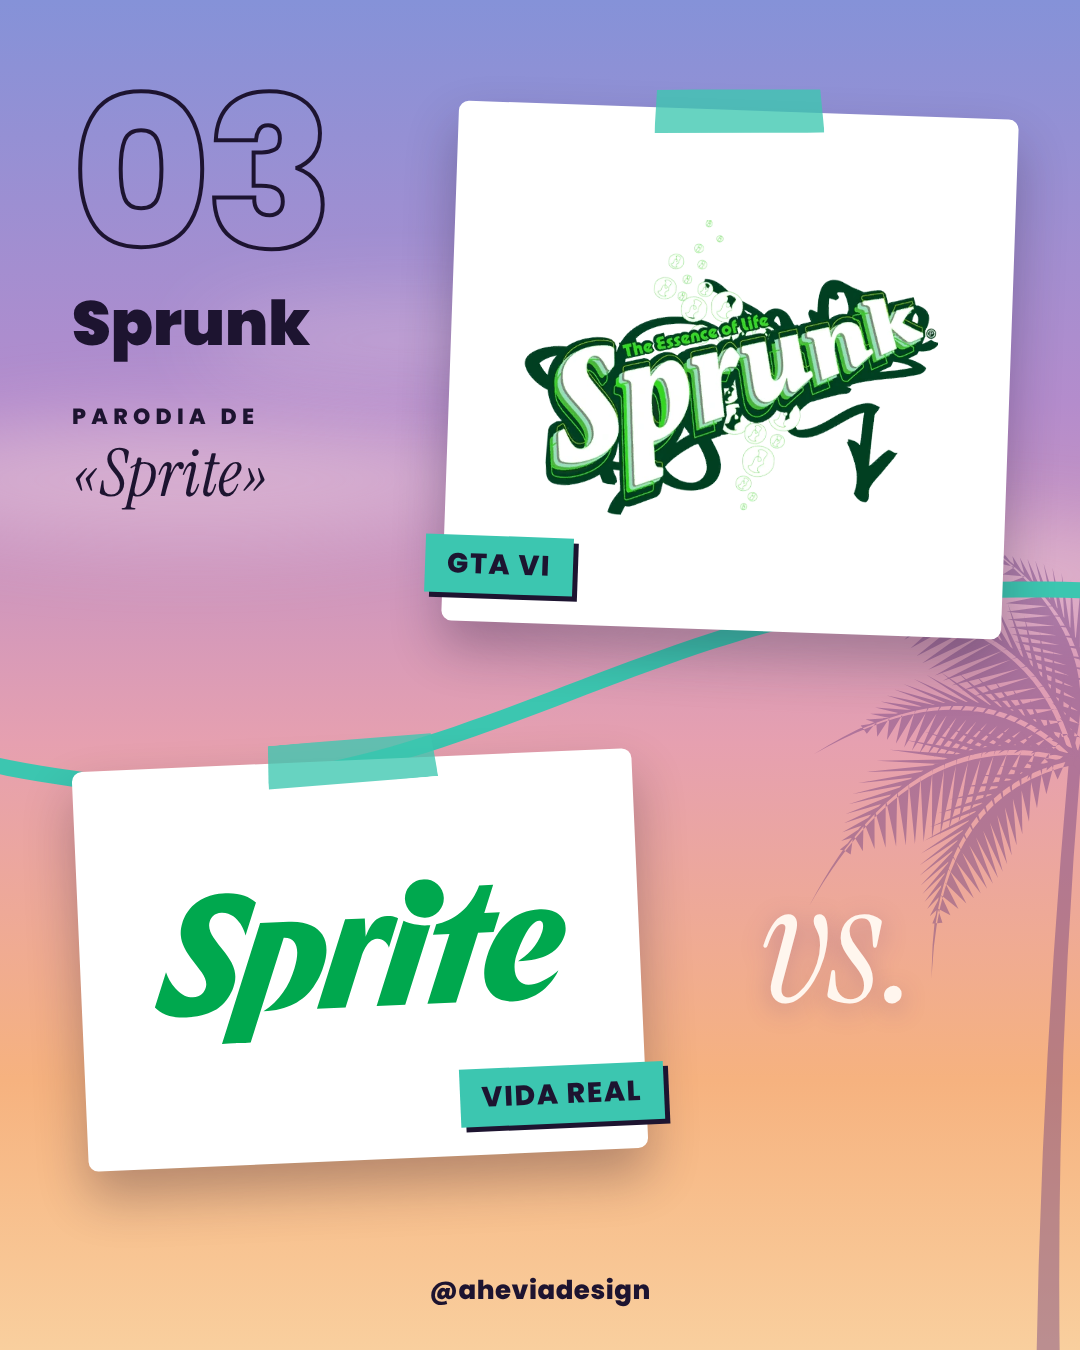 03
Sprunk
PARODIA DE
«Sprite»
The Essence of Life
Sprunk®
GTA VI
Sprite
VIDA REAL
vs.
@aheviadesign